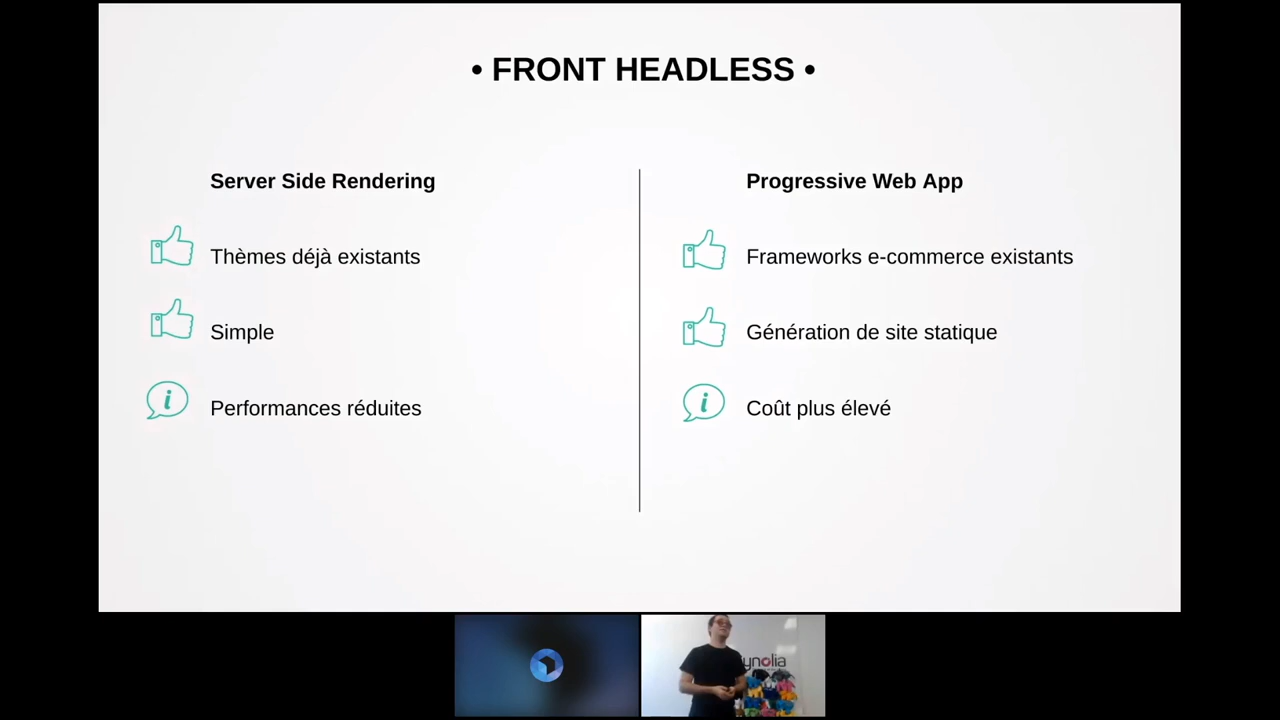 • FRONT HEADLESS •
Server Side Rendering
Thèmes déjà existants
Simple
Performances réduites
Progressive Web App
Frameworks e-commerce existants
Génération de site statique
Coût plus élevé
ynolia